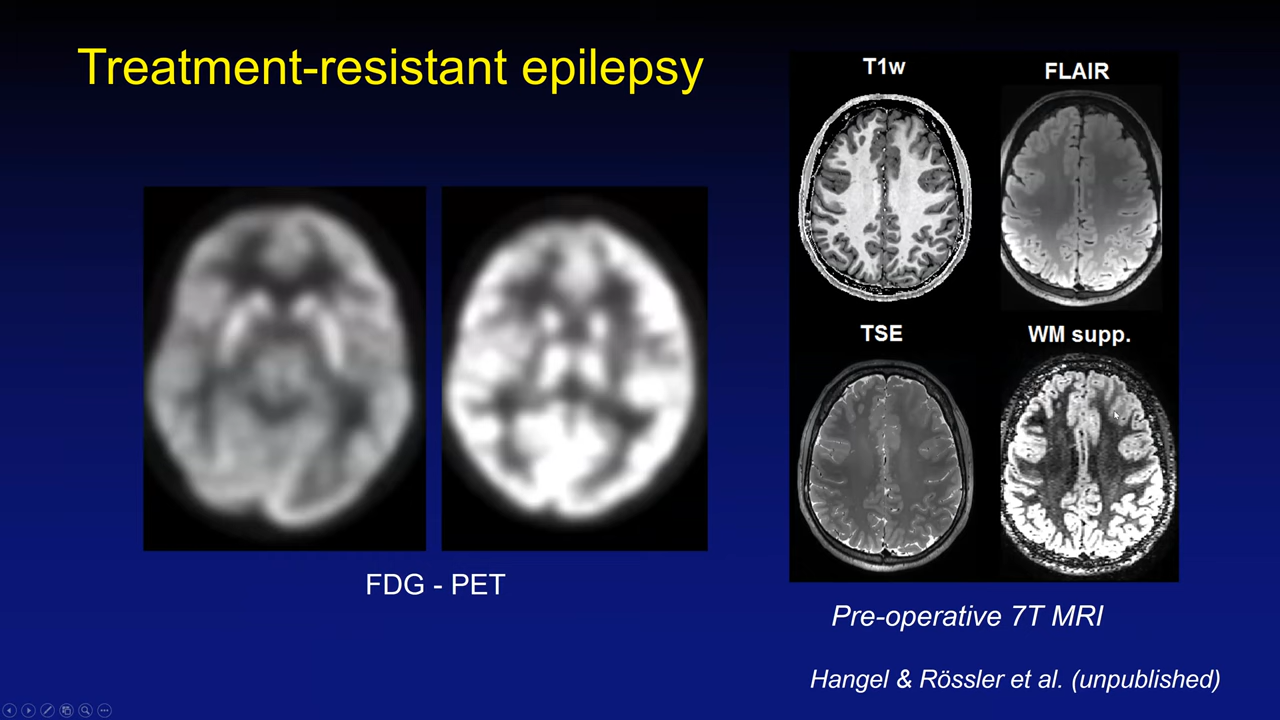 Treatment-resistant epilepsy
T1w
FLAIR
TSE
WM supp.
FDG - PET
Pre-operative 7T MRI
Hangel & Rössler et al. (unpublished)